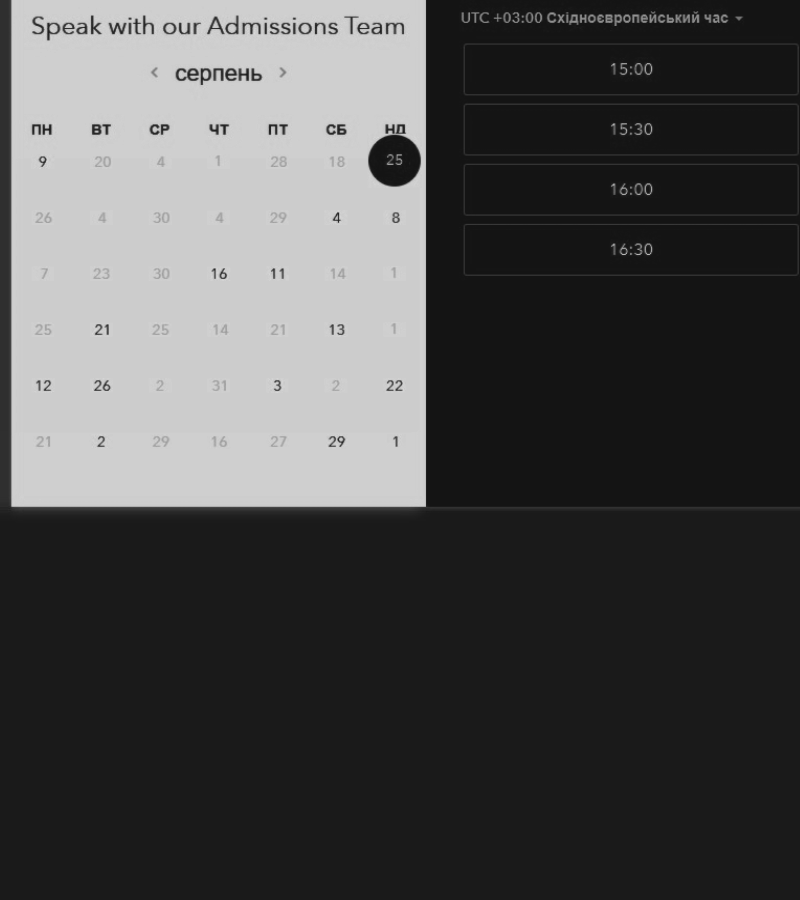 Speak with our Admissions Team
< серпень >
ПН ВТ СР ЧТ ПТ СБ НД
9 20 4 1 28 18 25
26 4 30 4 29 4 8
7 23 30 16 11 14 1
25 21 25 14 21 13 1
12 26 2 31 3 2 22
21 2 29 16 27 29 1
UTC +03:00 Східноєвропейський час
15:00
15:30
16:00
16:30